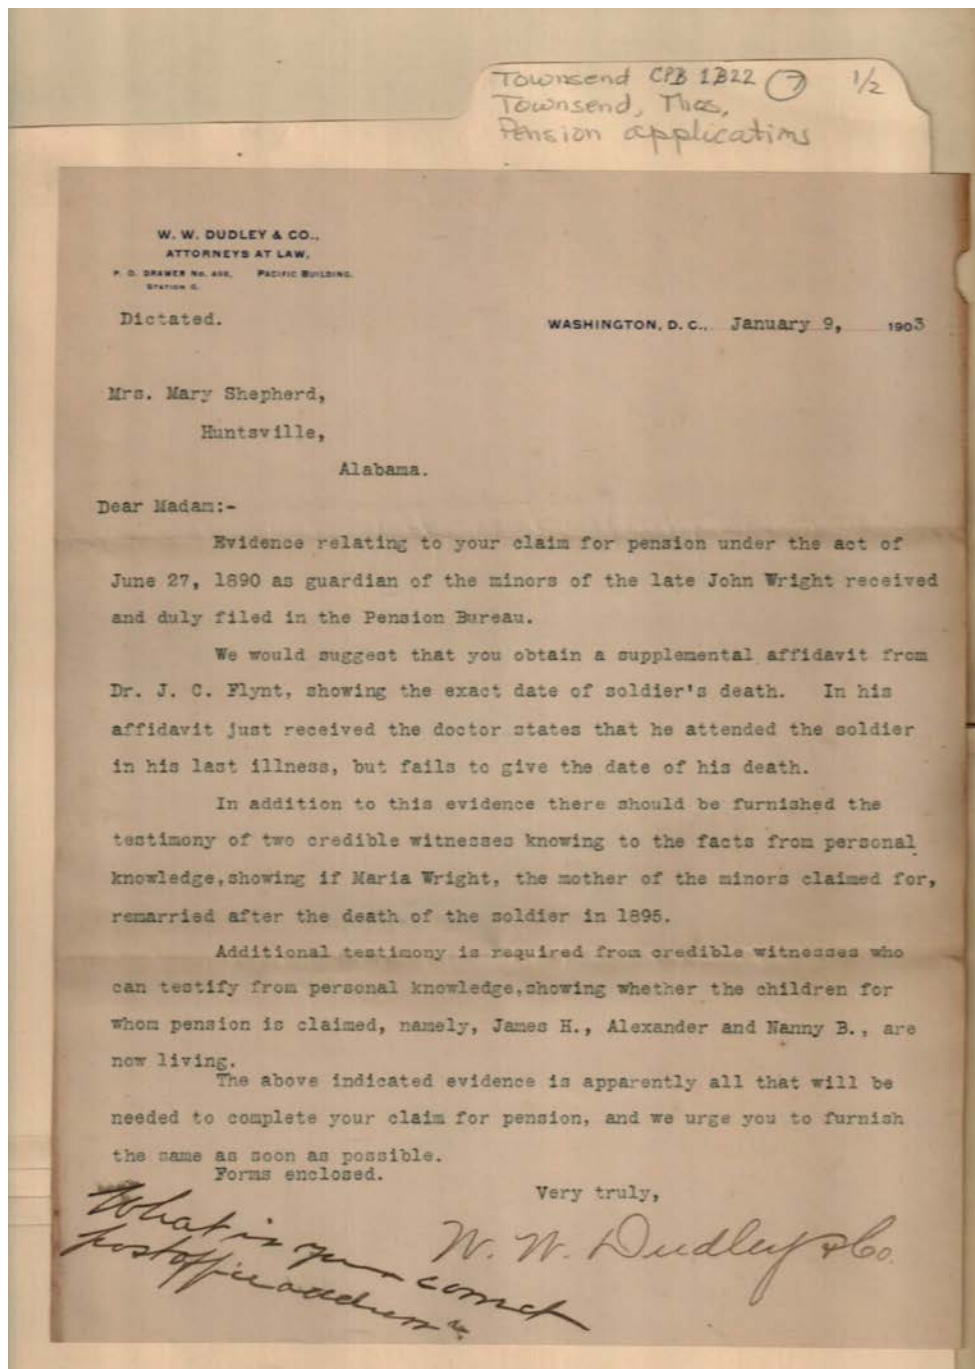 Townsend CPB 1B22 (7) 1/2
Townsend, Thos,
Pension applications
W. W. DUDLEY & CO.,
ATTORNEYS AT LAW,
P. O. DRAWER No. PACIFIC BUILDING.
STATION G.
Dictated.
WASHINGTON, D. C., January 9, 1903
Mrs. Mary Shepherd,
Huntsville,
Alabama.
Dear Madam:-
Evidence relating to your claim for pension under the act of
June 27, 1890 as guardian of the minors of the late John Wright received
and duly filed in the Pension Bureau.
We would suggest that you obtain a supplemental affidavit from
Dr. J. C. Flynt, showing the exact date of soldier's death. In his
affidavit just received the doctor states that he attended the soldier
in his last illness, but fails to give the date of his death.
In addition to this evidence there should be furnished the
testimony of two credible witnesses knowing to the facts from personal
knowledge,showing if Maria Wright, the mother of the minors claimed for,
remarried after the death of the soldier in 1895.
Additional testimony is required from credible witnesses who
can testify from personal knowledge,showing whether the children for
whom pension is claimed, namely, James H., Alexander and Nanny B., are
now living.
The above indicated evidence is apparently all that will be
needed to complete your claim for pension, and we urge you to furnish
the same as soon as possible.
Forms enclosed.
Very truly,
W. W. Dudley & Co.
What is your correct
postoffice address?